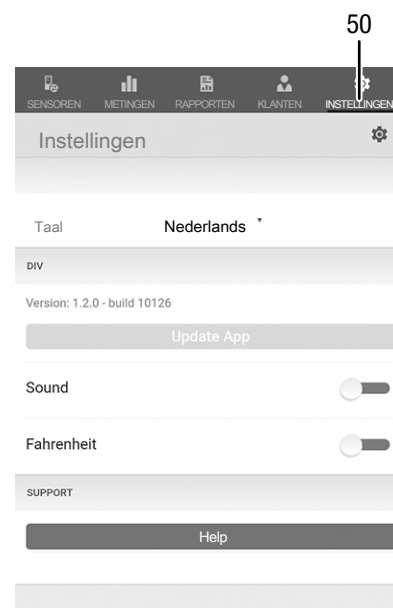 50
SENSOREN METINGEN RAPPORTEN KLANTEN INSTELLINGEN
Instellingen
Taal Nederlands
DIV
Version: 1.2.0 - build 10126
Update App
Sound
Fahrenheit
SUPPORT
Help